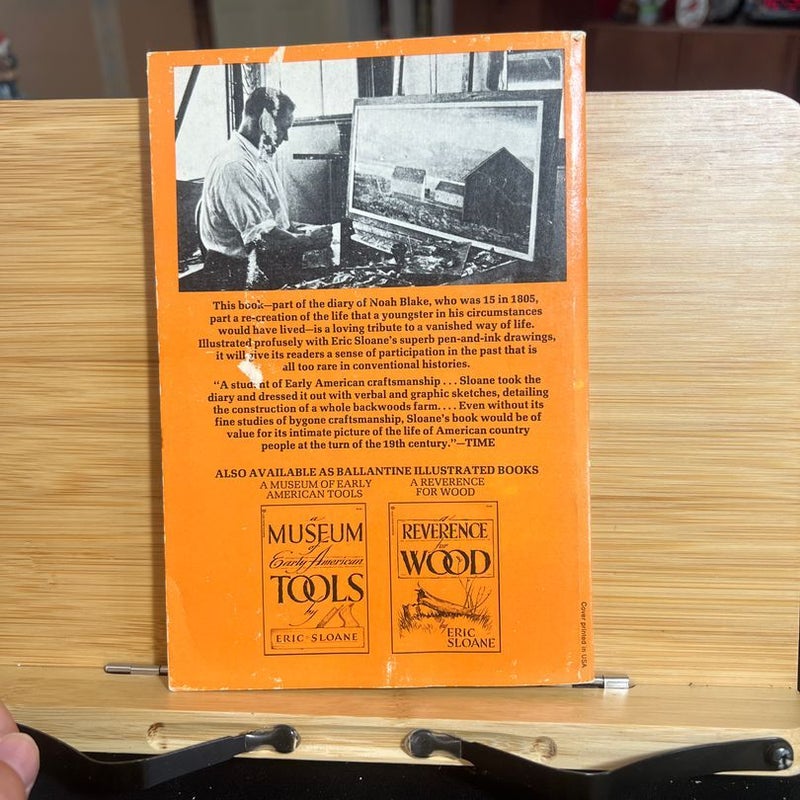 This book—part of the diary of Noah Blake, who was 15 in 1805,
part a re-creation of the life that a youngster in his circumstances
would have lived—is a loving tribute to a vanished way of life.
Illustrated profusely with Eric Sloane's superb pen-and-ink drawings,
it will give its readers a sense of participation in the past that is
all too rare in conventional histories.
"A student of Early American craftsmanship . . . Sloane took the
diary and dressed it out with verbal and graphic sketches, detailing
the construction of a whole backwoods farm. . . . Even without its
fine studies of bygone craftsmanship, Sloane's book would be of
value for its intimate picture of the life of American country
people at the turn of the 19th century."—TIME
ALSO AVAILABLE AS BALLANTINE ILLUSTRATED BOOKS
A MUSEUM OF EARLY
AMERICAN TOOLS
A REVERENCE
FOR WOOD
a
MUSEUM
of
Early American
TOOLS
by
ERIC SLOANE
a
REVERENCE
for
WOOD
by
ERIC
SLOANE
Cover printed in USA